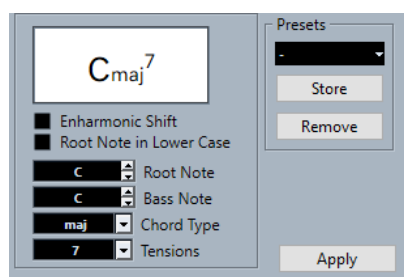 Cmaj7
Enharmonic Shift
Root Note in Lower Case
C Root Note
C Bass Note
maj Chord Type
7 Tensions
Presets
-
Store
Remove
Apply